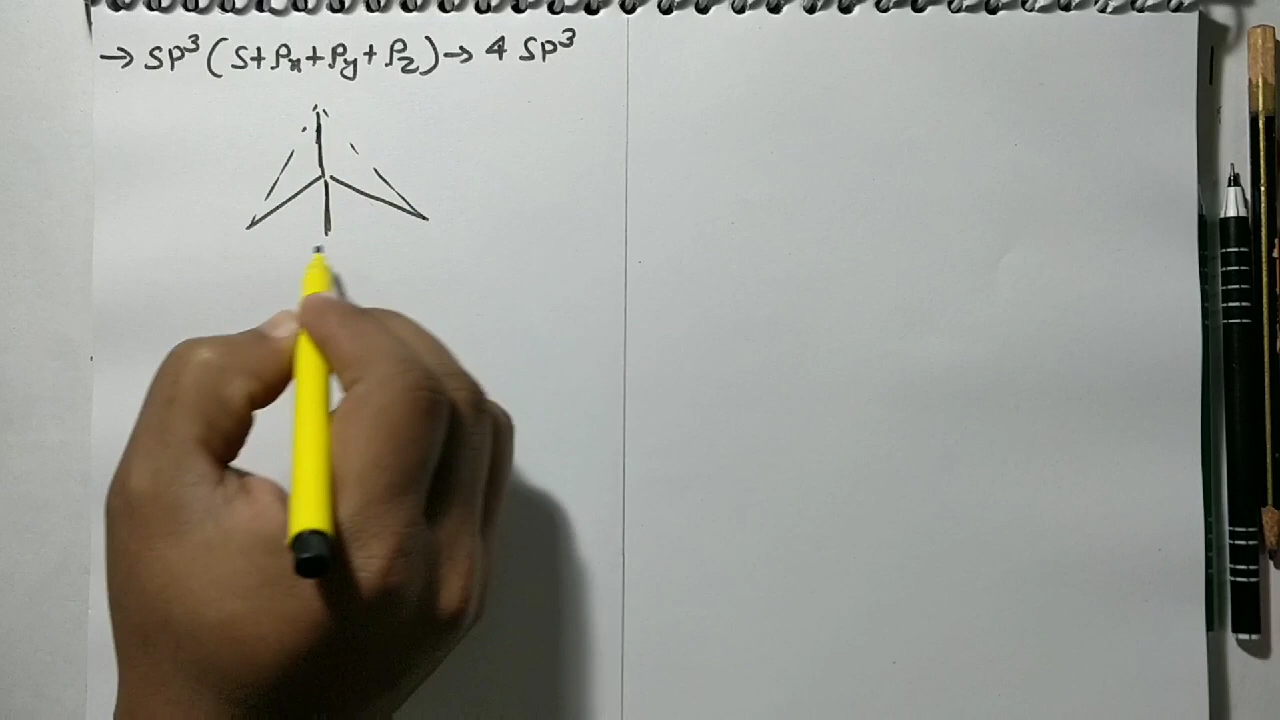 → SP³ (S+Px+Py+Pz) → 4 SP³